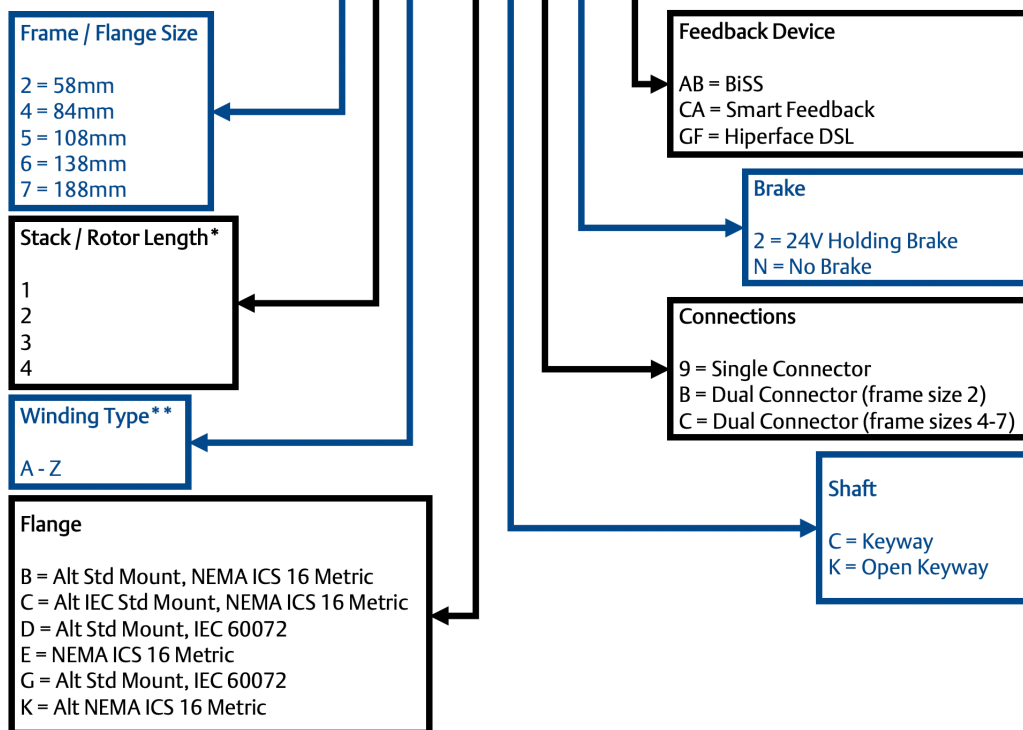 Frame / Flange Size
2 = 58mm
4 = 84mm
5 = 108mm
6 = 138mm
7 = 188mm
Stack / Rotor Length*
1
2
3
4
Winding Type**
A - Z
Flange
B = Alt Std Mount, NEMA ICS 16 Metric
C = Alt IEC Std Mount, NEMA ICS 16 Metric
D = Alt Std Mount, IEC 60072
E = NEMA ICS 16 Metric
G = Alt Std Mount, IEC 60072
K = Alt NEMA ICS 16 Metric
Feedback Device
AB = BiSS
CA = Smart Feedback
GF = Hiperface DSL
Brake
2 = 24V Holding Brake
N = No Brake
Connections
9 = Single Connector
B = Dual Connector (frame size 2)
C = Dual Connector (frame sizes 4-7)
Shaft
C = Keyway
K = Open Keyway